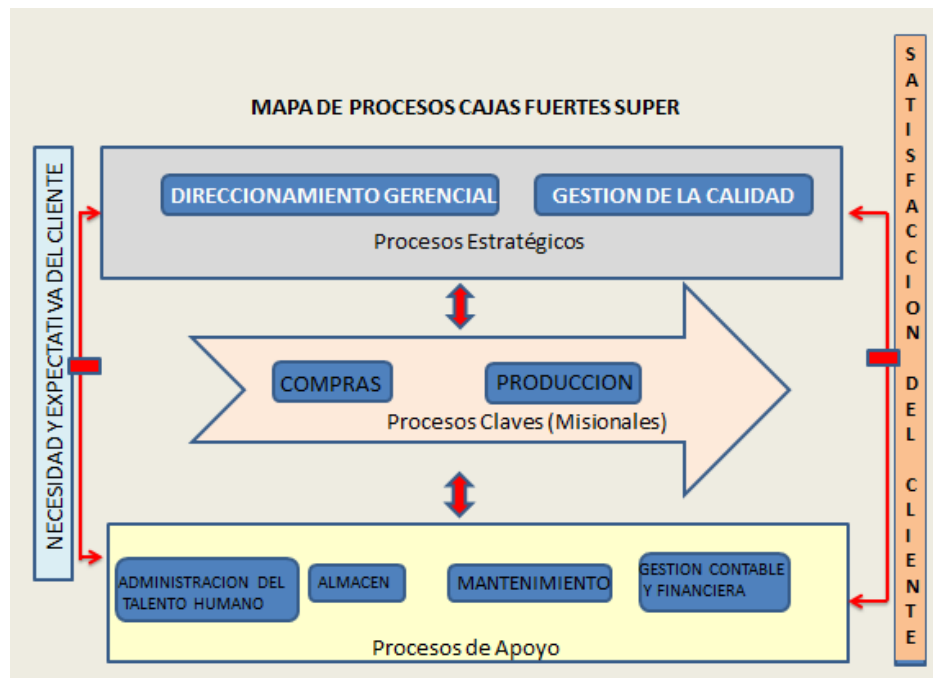 MAPA DE PROCESOS CAJAS FUERTES SUPER
NECESIDAD Y EXPECTATIVA DEL CLIENTE
DIRECCIONAMIENTO GERENCIAL
GESTION DE LA CALIDAD
Procesos Estratégicos
COMPRAS
PRODUCCION
Procesos Claves (Misionales)
ADMINISTRACION DEL
TALENTO HUMANO
ALMACEN
MANTENIMIENTO
GESTION CONTABLE
Y FINANCIERA
Procesos de Apoyo
SATISFACCION DEL CLIENTE